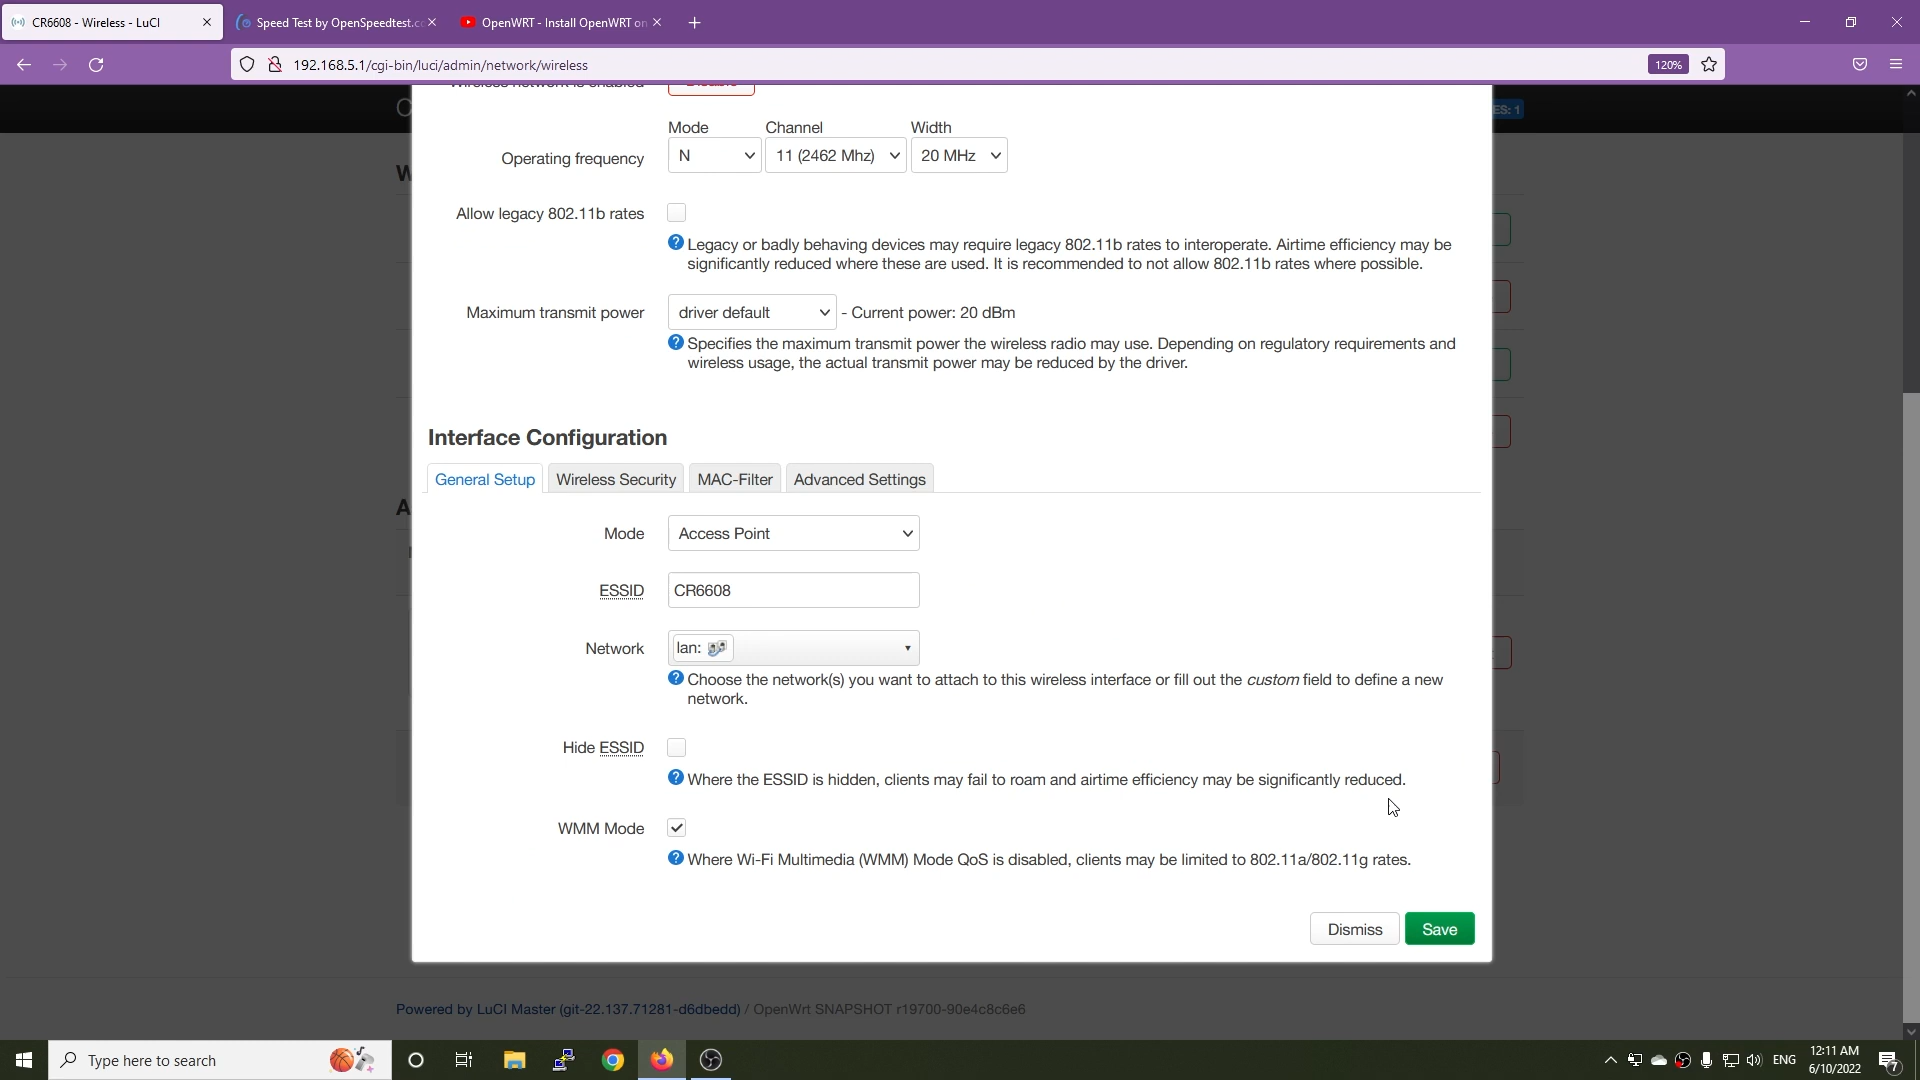 CR6608 - Wireless - LuCI
Speed Test by OpenSpeedtest.c
OpenWRT - Install OpenWRT on
192.168.5.1/cgi-bin/luci/admin/network/wireless
120%
Wireless network is enabled
Disable
ES: 1
Mode
Channel
Width
Operating frequency
N
11 (2462 Mhz)
20 MHz
Allow legacy 802.11b rates
Legacy or badly behaving devices may require legacy 802.11b rates to interoperate. Airtime efficiency may be
significantly reduced where these are used. It is recommended to not allow 802.11b rates where possible.
Maximum transmit power
driver default
- Current power: 20 dBm
Specifies the maximum transmit power the wireless radio may use. Depending on regulatory requirements and
wireless usage, the actual transmit power may be reduced by the driver.
Interface Configuration
General Setup
Wireless Security
MAC-Filter
Advanced Settings
Mode
Access Point
ESSID
CR6608
Network
lan:
Choose the network(s) you want to attach to this wireless interface or fill out the custom field to define a new
network.
Hide ESSID
Where the ESSID is hidden, clients may fail to roam and airtime efficiency may be significantly reduced.
WMM Mode
Where Wi-Fi Multimedia (WMM) Mode QoS is disabled, clients may be limited to 802.11a/802.11g rates.
Dismiss
Save
Powered by LuCI Master (git-22.137.71281-d6dbedd) / OpenWrt SNAPSHOT r19700-90e4c8c6e6
Type here to search
ENG
12:11 AM
6/10/2022
7